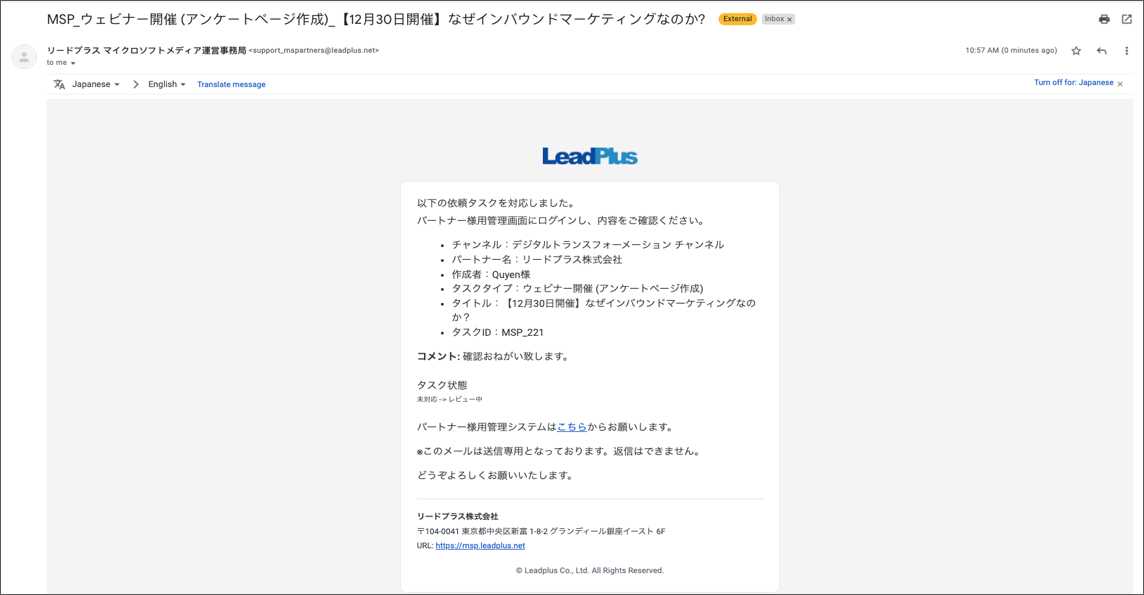 MSP_ウェビナー開催 (アンケートページ作成)_【12月30日開催】なぜインバウンドマーケティングなのか? External Inbox ×
リードプラス マイクロソフトメディア運営事務局 <support_mspartners@leadplus.net> 10:57 AM (0 minutes ago)
to me
Japanese English Translate message Turn off for: Japanese ×
LeadPlus
以下の依頼タスクを対応しました。
パートナー様用管理画面にログインし、内容をご確認ください。
• チャンネル：デジタルトランスフォーメーション チャンネル
• パートナー名：リードプラス株式会社
• 作成者：Quyen様
• タスクタイプ：ウェビナー開催 (アンケートページ作成)
• タイトル：【12月30日開催】なぜインバウンドマーケティングなの
か？
• タスクID：MSP_221
コメント: 確認おねがい致します。
タスク状態
未対応 --> レビュー中
パートナー様用管理システムはこちらからお願いします。
※このメールは送信専用となっております。返信はできません。
どうぞよろしくお願いいたします。
リードプラス株式会社
〒104-0041 東京都中央区新富 1-8-2 グランディール銀座イースト 6F
URL: https://msp.leadplus.net
© Leadplus Co., Ltd. All Rights Reserved.